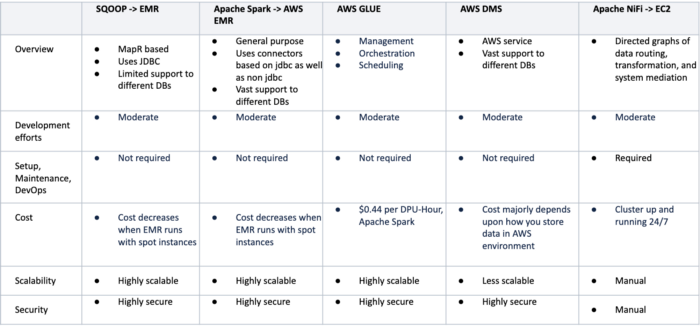 SQOOP -> EMR
Apache Spark -> AWS
EMR
AWS GLUE
AWS DMS
Apache NiFi -> EC2
Overview
• MapR based
• Uses JDBC
• Limited support to
different DBs
• General purpose
• Uses connectors
based on jdbc as well
as non jdbc
• Vast support to
different DBs
• Management
• Orchestration
• Scheduling
• AWS service
• Vast support to
different DBs
• Directed graphs of
data routing,
transformation, and
system mediation
Development
efforts
• Moderate
• Moderate
• Moderate
• Moderate
• Moderate
Setup,
Maintenance,
DevOps
• Not required
• Not required
• Not required
• Not required
• Required
Cost
• Cost decreases
when EMR runs
with spot instances
• Cost decreases when
EMR runs with spot
instances
• $0.44 per DPU-Hour,
Apache Spark
• Cost majorly depends
upon how you store
data in AWS
environment
• Cluster up and
running 24/7
Scalability
• Highly scalable
• Highly scalable
• Highly scalable
• Less scalable
• Manual
Security
• Highly secure
• Highly secure
• Highly secure
• Highly secure
• Manual